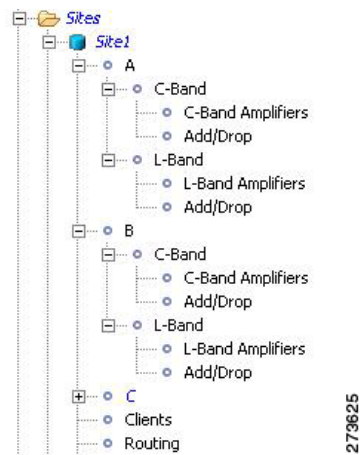 Sites
Site1
A
C-Band
C-Band Amplifiers
Add/Drop
L-Band
L-Band Amplifiers
Add/Drop
B
C-Band
C-Band Amplifiers
Add/Drop
L-Band
L-Band Amplifiers
Add/Drop
C
Clients
Routing
273625